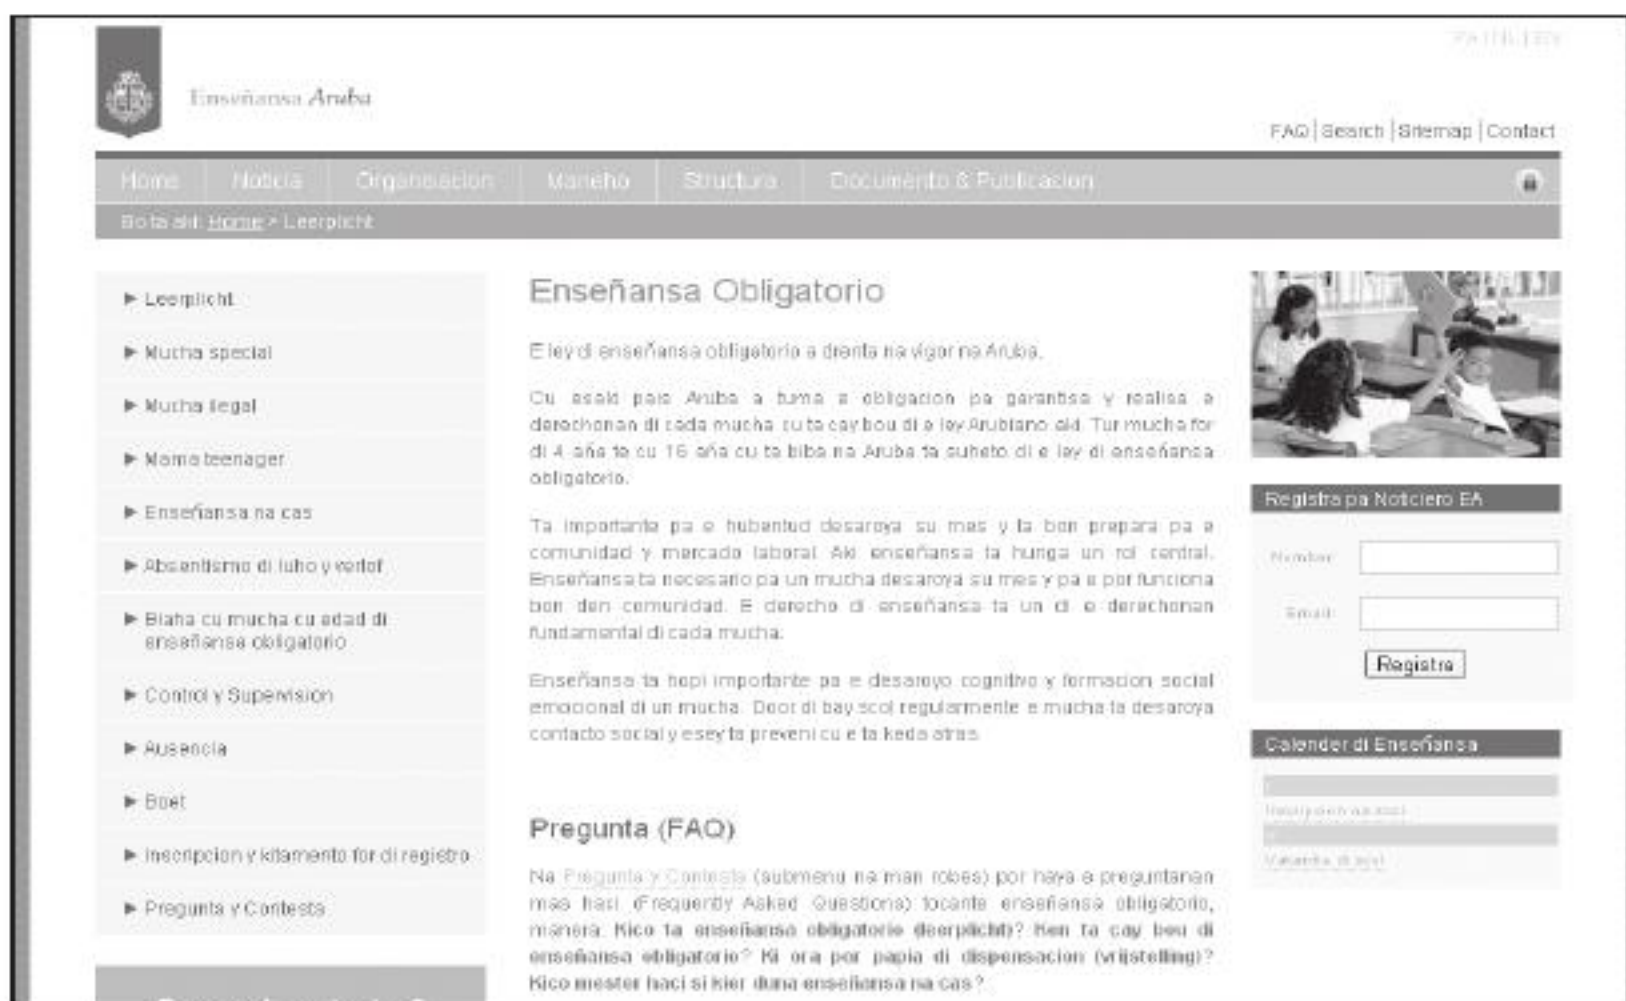 PA | NL | EN
Enseñansa Aruba
FAQ | Search | Sitemap | Contact
Home Noticia Organisacion Maneho Structura Documento & Publicacion
Bo ta aki: Home > Leerplicht
► Leerplicht
► Mucha special
► Mucha ilegal
► Mama teenager
► Enseñansa na cas
► Absentismo di luho y verlof
► Biaha cu mucha cu edad di
enseñansa obligatorio
► Control y Supervision
► Ausencia
► Boet
► Inscripcion y kitamento for di registro
► Pregunta y Contesta
Enseñansa Obligatorio
E ley di enseñansa obligatorio a drenta na vigor na Aruba.
Cu esaki pais Aruba a tuma e obligacion pa garantisa y realisa e
derechonan di cada mucha cu ta cay bou di e ley Arubiano aki. Tur mucha for
di 4 aña te cu 16 aña cu ta biba na Aruba ta suheto di e ley di enseñansa
obligatorio.
Ta importante pa e hubentud desaroya su mes y ta bon prepara pa e
comunidad y mercado laboral. Aki enseñansa ta hunga un rol central.
Enseñansa ta necesario pa un mucha desaroya su mes y pa e por funciona
bon den comunidad. E derecho di enseñansa ta un di e derechonan
fundamental di cada mucha.
Enseñansa ta hopi importante pa e desaroyo cognitivo y formacion social
emocional di un mucha. Door di bay scol regularmente e mucha ta desaroya
contacto social y esey ta preveni cu e ta keda atras.
Pregunta (FAQ)
Na Pregunta y Contesta (submenu na man robes) por haya e preguntanan
mas haci (Frequently Asked Questions) tocante enseñansa obligatorio,
manera: Kico ta enseñansa obligatorio (leerplicht)? Ken ta cay bou di
enseñansa obligatorio? Ki ora por papia di dispensacion (vrijstelling)?
Kico mester haci si kier duna enseñansa na cas?
Registra pa Noticiero EA
Nomber:
Email:
Registra
Calender di Enseñansa